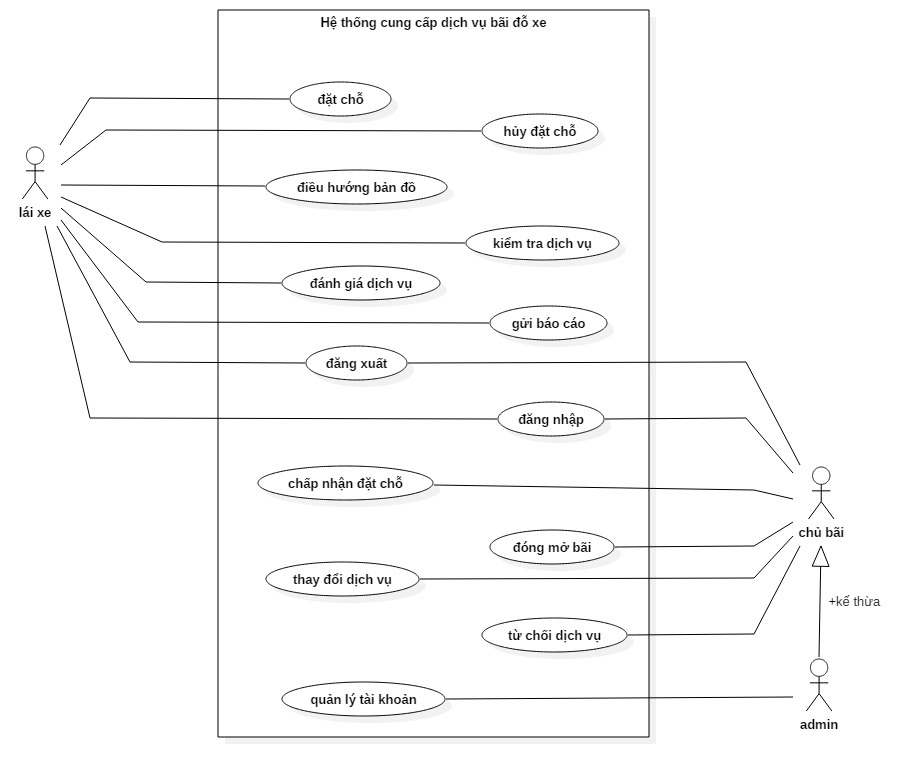 Hệ thống cung cấp dịch vụ bãi đỗ xe
đặt chỗ
hủy đặt chỗ
điều hướng bản đồ
lái xe
kiểm tra dịch vụ
đánh giá dịch vụ
gửi báo cáo
đăng xuất
đăng nhập
chấp nhận đặt chỗ
chủ bãi
đóng mở bãi
thay đổi dịch vụ
+kế thừa
từ chối dịch vụ
quản lý tài khoản
admin